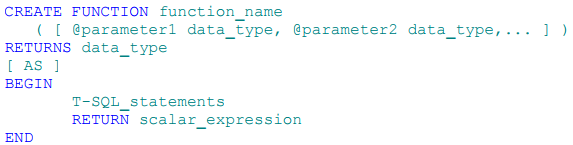 CREATE FUNCTION function_name
( [ @parameter1 data_type, @parameter2 data_type,... ] )
RETURNS data_type
[ AS ]
BEGIN
T-SQL_statements
RETURN scalar_expression
END